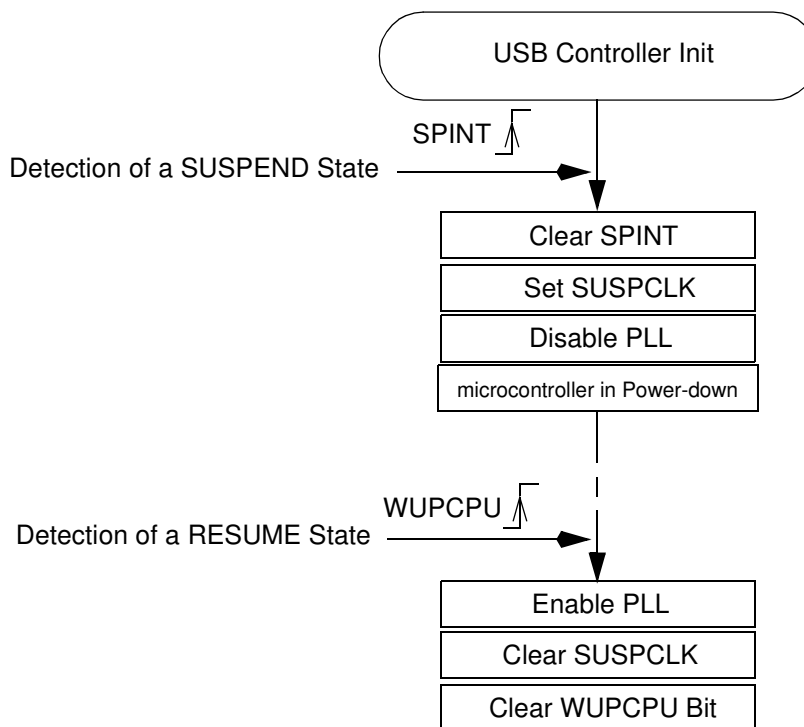 USB Controller Init
SPINT
Detection of a SUSPEND State
Clear SPINT
Set SUSPCLK
Disable PLL
microcontroller in Power-down
WUPCPU
Detection of a RESUME State
Enable PLL
Clear SUSPCLK
Clear WUPCPU Bit